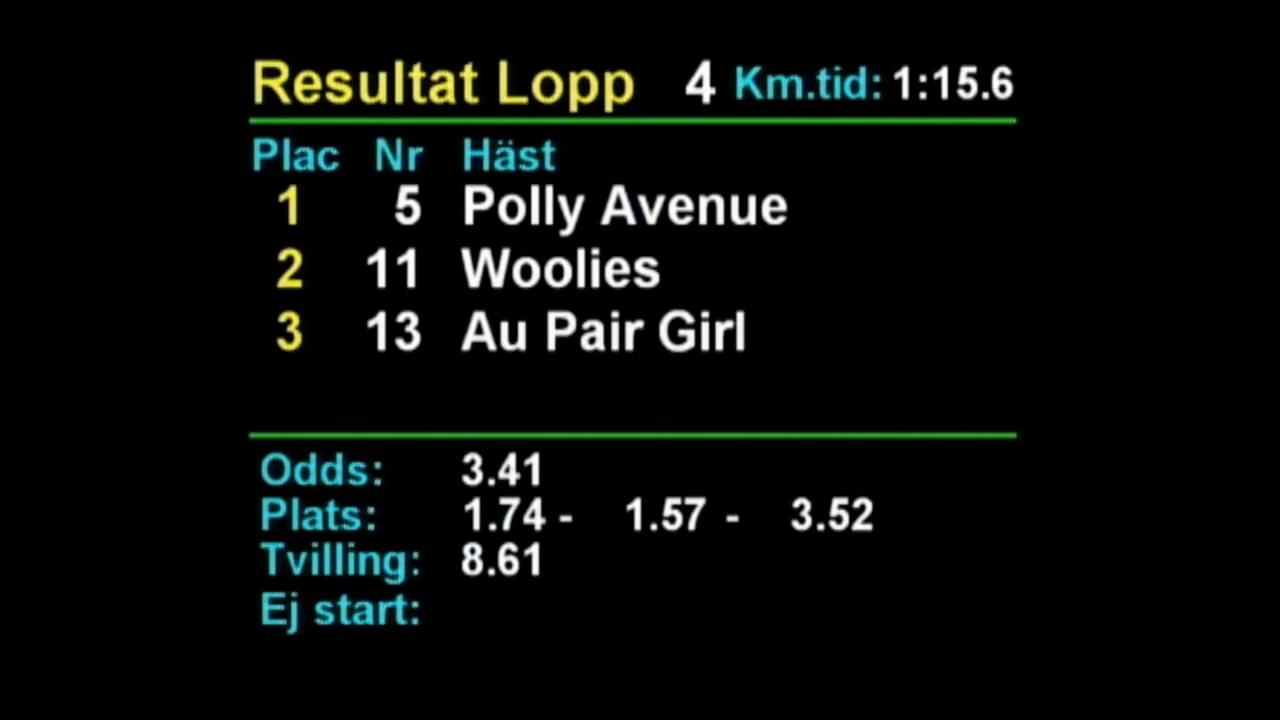 Resultat Lopp 4 Km.tid: 1:15.6
Plac Nr Häst
1 5 Polly Avenue
2 11 Woolies
3 13 Au Pair Girl
Odds: 3.41
Plats: 1.74 - 1.57 - 3.52
Tvilling: 8.61
Ej start: